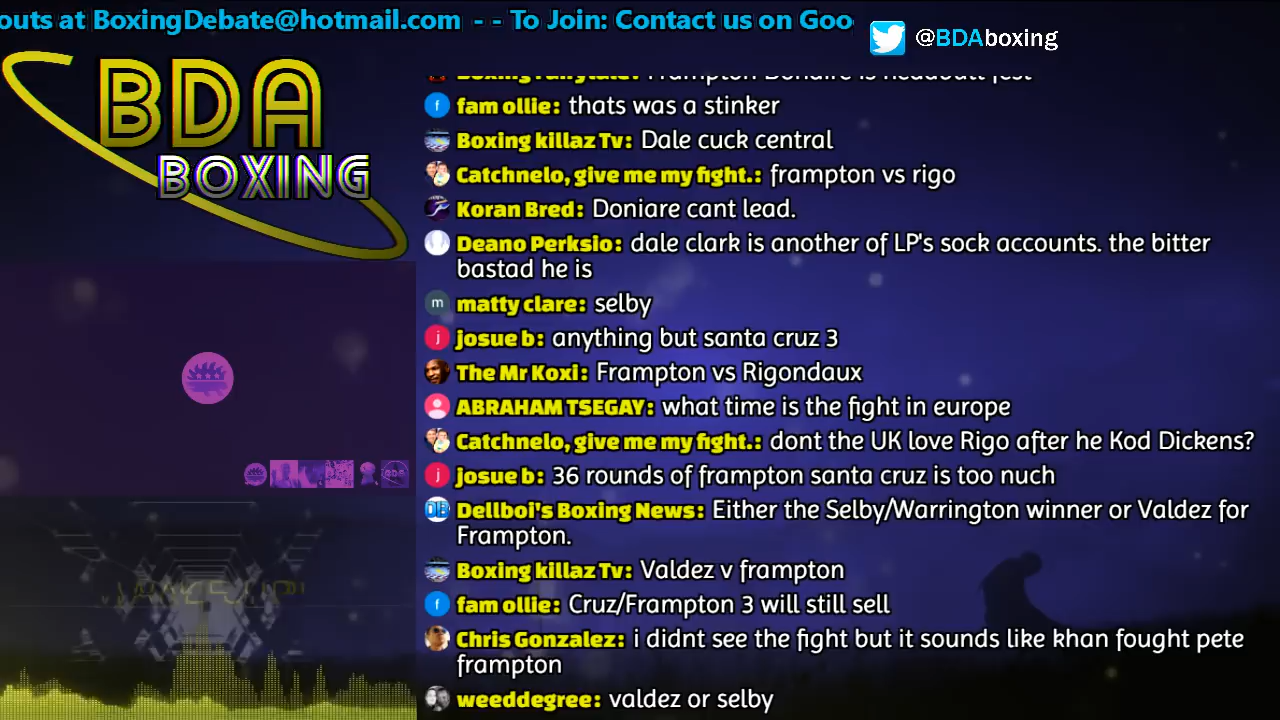 outs at BoxingDebate@hotmail.com - - To Join: Contact us on Goo
@BDAboxing
BDA
BOXING
Boxing Fairytale: Frampton Donaire is headbutt fest
fam ollie: thats was a stinker
Boxing killaz Tv: Dale cuck central
Catchnelo, give me my fight.: frampton vs rigo
Koran Bred: Doniare cant lead.
Deano Perksio: dale clark is another of LP's sock accounts. the bitter
bastad he is
matty clare: selby
josue b: anything but santa cruz 3
The Mr Koxi: Frampton vs Rigondaux
ABRAHAM TSEGAY: what time is the fight in europe
Catchnelo, give me my fight.: dont the UK love Rigo after he Kod Dickens?
josue b: 36 rounds of frampton santa cruz is too nuch
Dellboi's Boxing News: Either the Selby/Warrington winner or Valdez for
Frampton.
Boxing killaz Tv: Valdez v frampton
fam ollie: Cruz/Frampton 3 will still sell
Chris Gonzalez: i didnt see the fight but it sounds like khan fought pete
frampton
weeddegree: valdez or selby